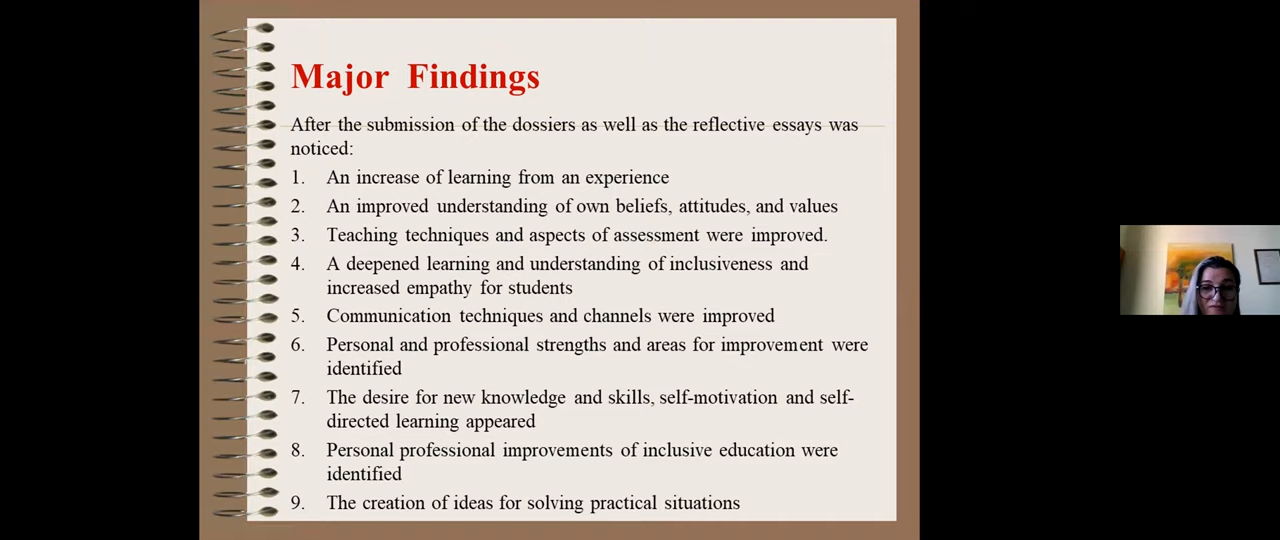 Major Findings
After the submission of the dossiers as well as the reflective essays was
noticed:
1. An increase of learning from an experience
2. An improved understanding of own beliefs, attitudes, and values
3. Teaching techniques and aspects of assessment were improved.
4. A deepened learning and understanding of inclusiveness and
increased empathy for students
5. Communication techniques and channels were improved
6. Personal and professional strengths and areas for improvement were
identified
7. The desire for new knowledge and skills, self-motivation and self-
directed learning appeared
8. Personal professional improvements of inclusive education were
identified
9. The creation of ideas for solving practical situations